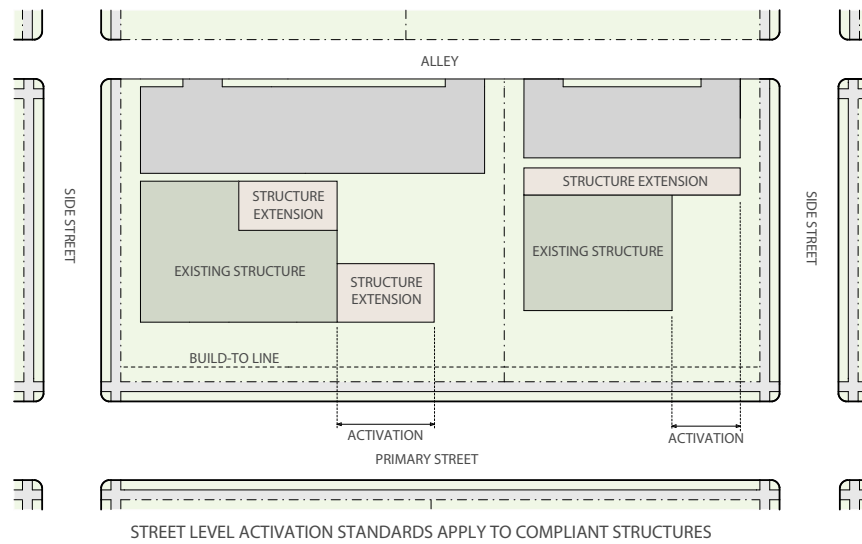 ALLEY
SIDE STREET
STRUCTURE
EXTENSION
EXISTING STRUCTURE
STRUCTURE
EXTENSION
STRUCTURE EXTENSION
EXISTING STRUCTURE
SIDE STREET
BUILD-TO LINE
ACTIVATION
ACTIVATION
PRIMARY STREET
STREET LEVEL ACTIVATION STANDARDS APPLY TO COMPLIANT STRUCTURES